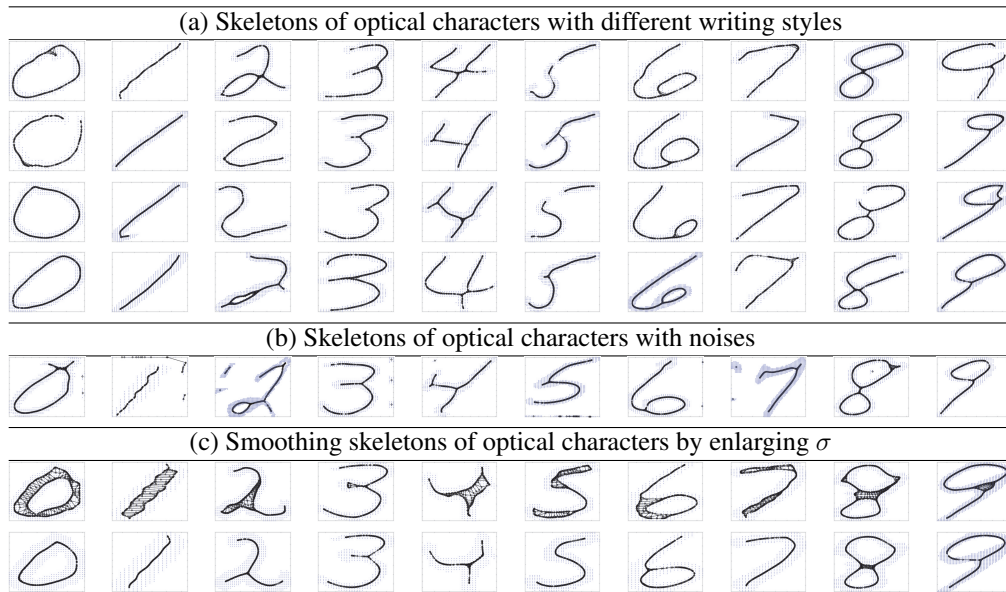 (a) Skeletons of optical characters with different writing styles
0 1 2 3 4 5 6 7 8 9
0 1 2 3 4 5 6 7 8 9
0 1 2 3 4 5 6 7 8 9
0 1 2 3 4 5 6 7 8 9
(b) Skeletons of optical characters with noises
0 1 2 3 4 5 6 7 8 9
(c) Smoothing skeletons of optical characters by enlarging σ
0 1 2 3 4 5 6 7 8 9
0 1 2 3 4 5 6 7 8 9